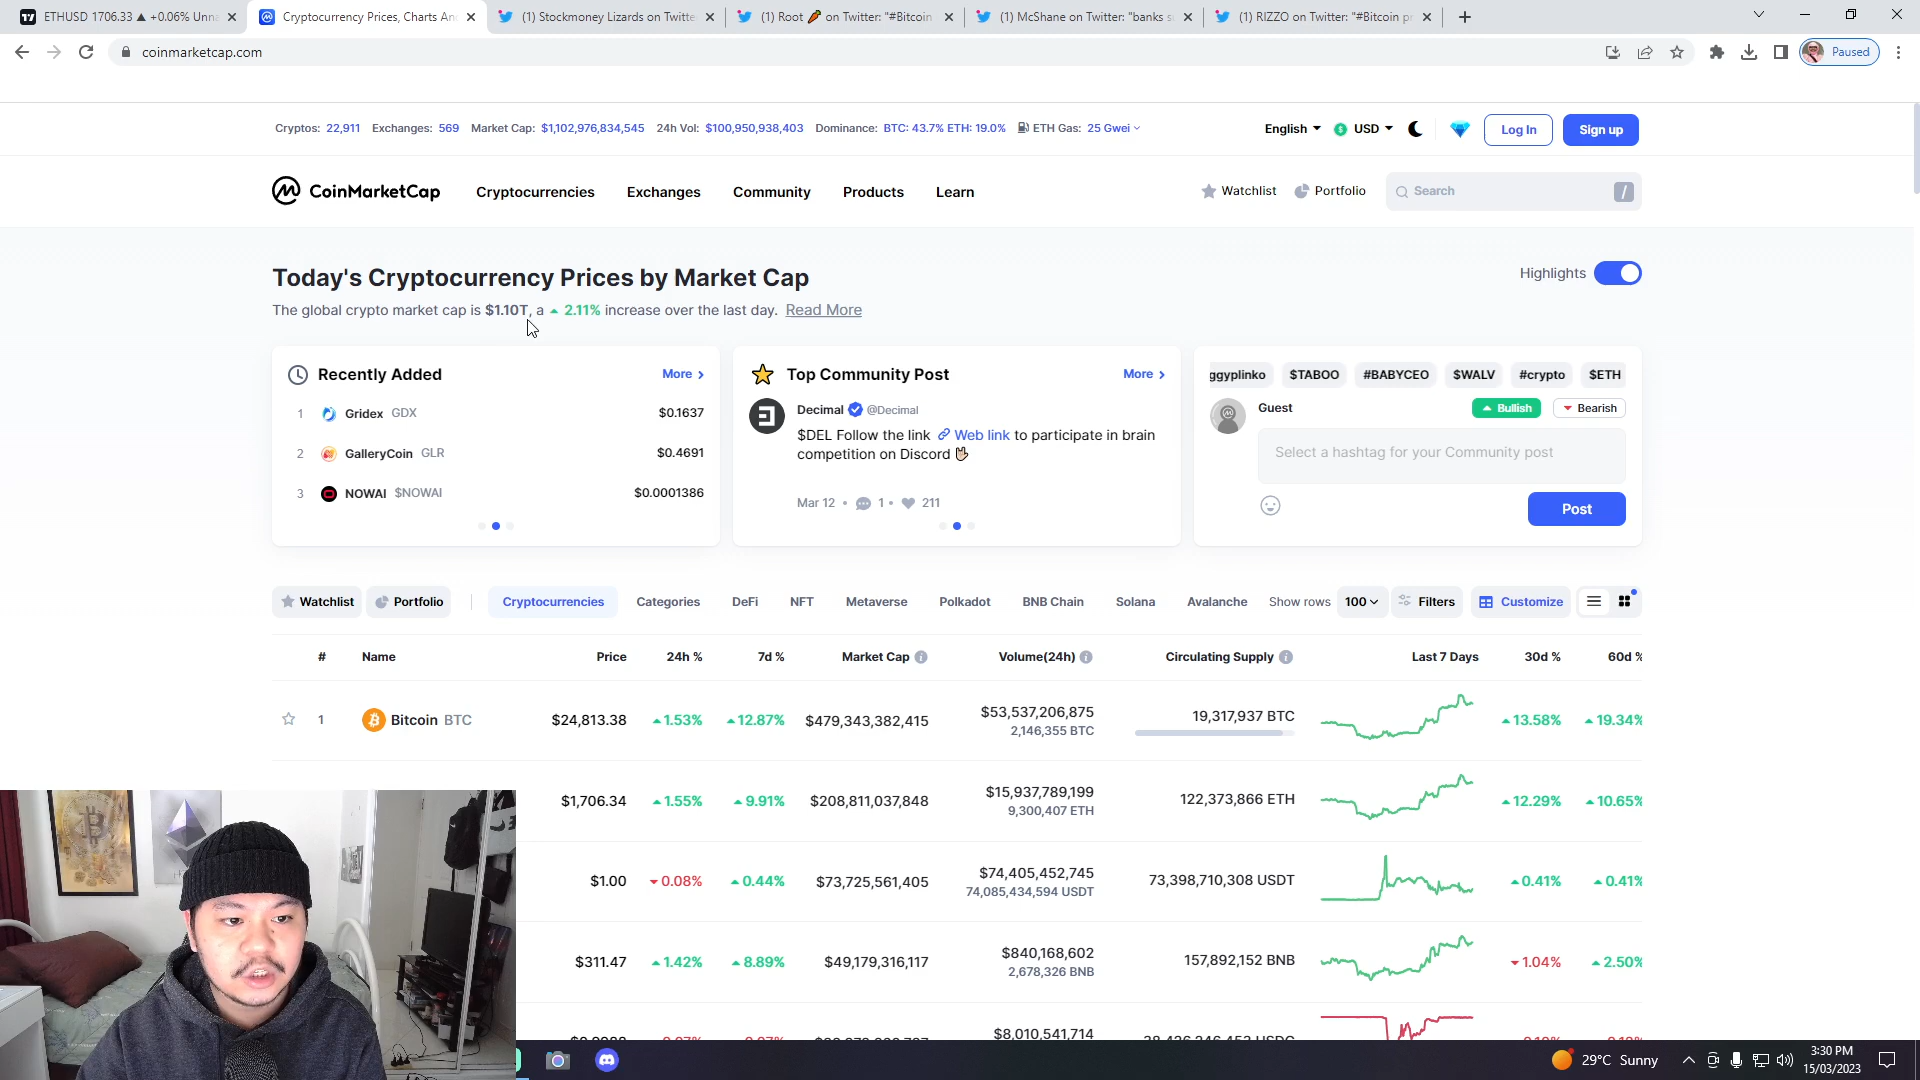 ETHUSD 1706.33 ▲ +0.06% Unna
Cryptocurrency Prices, Charts An
(1) Stockmoney Lizards on Twitte
(1) Root 🥕 on Twitter: "#Bitcoin
(1) McShane on Twitter: "banks s
(1) RIZZO on Twitter: "#Bitcoin p
coinmarketcap.com
Paused
Cryptos: 22,911 Exchanges: 569 Market Cap: $1,102,976,834,545 24h Vol: $100,950,938,403 Dominance: BTC: 43.7% ETH: 19.0% ETH Gas: 25 Gwei
English USD Log In Sign up
CoinMarketCap Cryptocurrencies Exchanges Community Products Learn
Watchlist Portfolio Search /
Today's Cryptocurrency Prices by Market Cap
Highlights
The global crypto market cap is $1.10T, a ▲ 2.11% increase over the last day. Read More
Recently Added More >
1 Gridex GDX $0.1637
2 GalleryCoin GLR $0.4691
3 NOWAI $NOWAI $0.0001386
Top Community Post More >
Decimal @Decimal
$DEL Follow the link Web link to participate in brain
competition on Discord
Mar 12 • 1 • 211
ggyplinko $TABOO #BABYCEO $WALV #crypto $ETH
Guest Bullish Bearish
Select a hashtag for your Community post
Post
Watchlist Portfolio Cryptocurrencies Categories DeFi NFT Metaverse Polkadot BNB Chain Solana Avalanche Show rows 100 Filters Customize
# Name Price 24h % 7d % Market Cap Volume(24h) Circulating Supply Last 7 Days 30d % 60d %
1 Bitcoin BTC $24,813.38 ▲1.53% ▲12.87% $479,343,382,415 $53,537,206,875 19,317,937 BTC ▲13.58% ▲19.34%
2,146,355 BTC
$1,706.34 ▲1.55% ▲9.91% $208,811,037,848 $15,937,789,199 122,373,866 ETH ▲12.29% ▲10.65%
9,300,407 ETH
$1.00 ▼0.08% ▲0.44% $73,725,561,405 $74,405,452,745 73,398,710,308 USDT ▲0.41% ▲0.41%
74,085,434,594 USDT
$311.47 ▲1.42% ▲8.89% $49,179,316,117 $840,168,602 157,892,152 BNB ▼1.04% ▲2.50%
2,678,326 BNB
$8,010,541,714
29°C Sunny
3:30 PM
15/03/2023